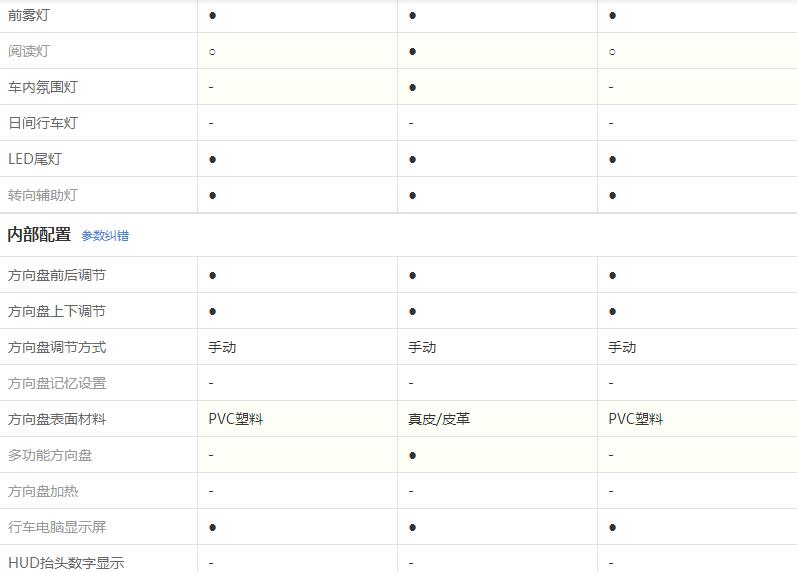 前雾灯 ● ● ●
阅读灯 ○ ● ○
车内氛围灯 - ● -
日间行车灯 - - -
LED尾灯 ● ● ●
转向辅助灯 ● ● ●
内部配置 参数纠错
方向盘前后调节 ● ● ●
方向盘上下调节 ● ● ●
方向盘调节方式 手动 手动 手动
方向盘记忆设置 - - -
方向盘表面材料 PVC塑料 真皮/皮革 PVC塑料
多功能方向盘 - ● -
方向盘加热 - - -
行车电脑显示屏 ● ● ●
HUD抬头数字显示 - - -